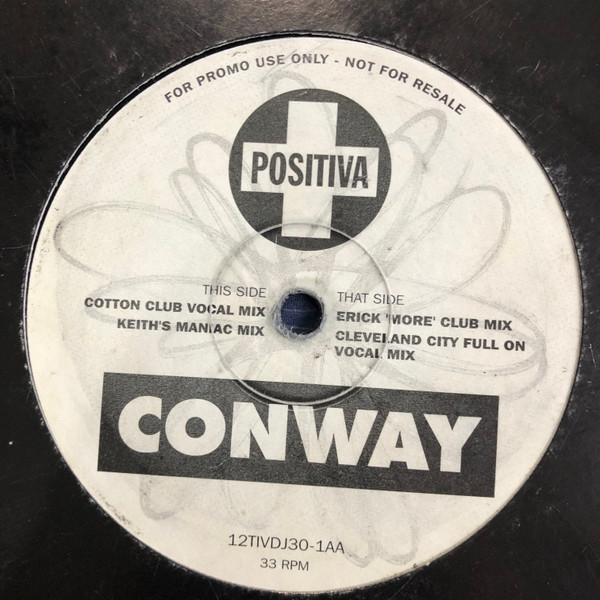 FOR PROMO USE ONLY - NOT FOR RESALE
POSITIVA
THIS SIDE
COTTON CLUB VOCAL MIX
KEITH'S MANIAC MIX
THAT SIDE
ERICK 'MORE' CLUB MIX
CLEVELAND CITY FULL ON
VOCAL MIX
CONWAY
12TIVDJ30-1AA
33 RPM